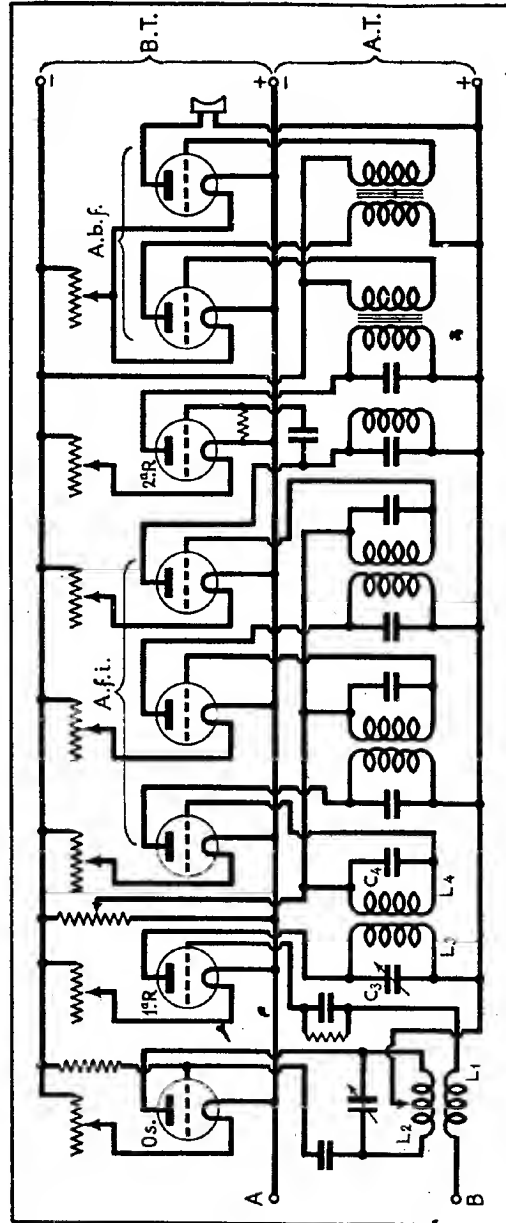 −
B.T.
A.f.i.
A.b.f.
Os.
1ªR
2ªR
A
+
−
A.T.
C₃
C₄
L₃
L₄
L₂
L₁
B
+